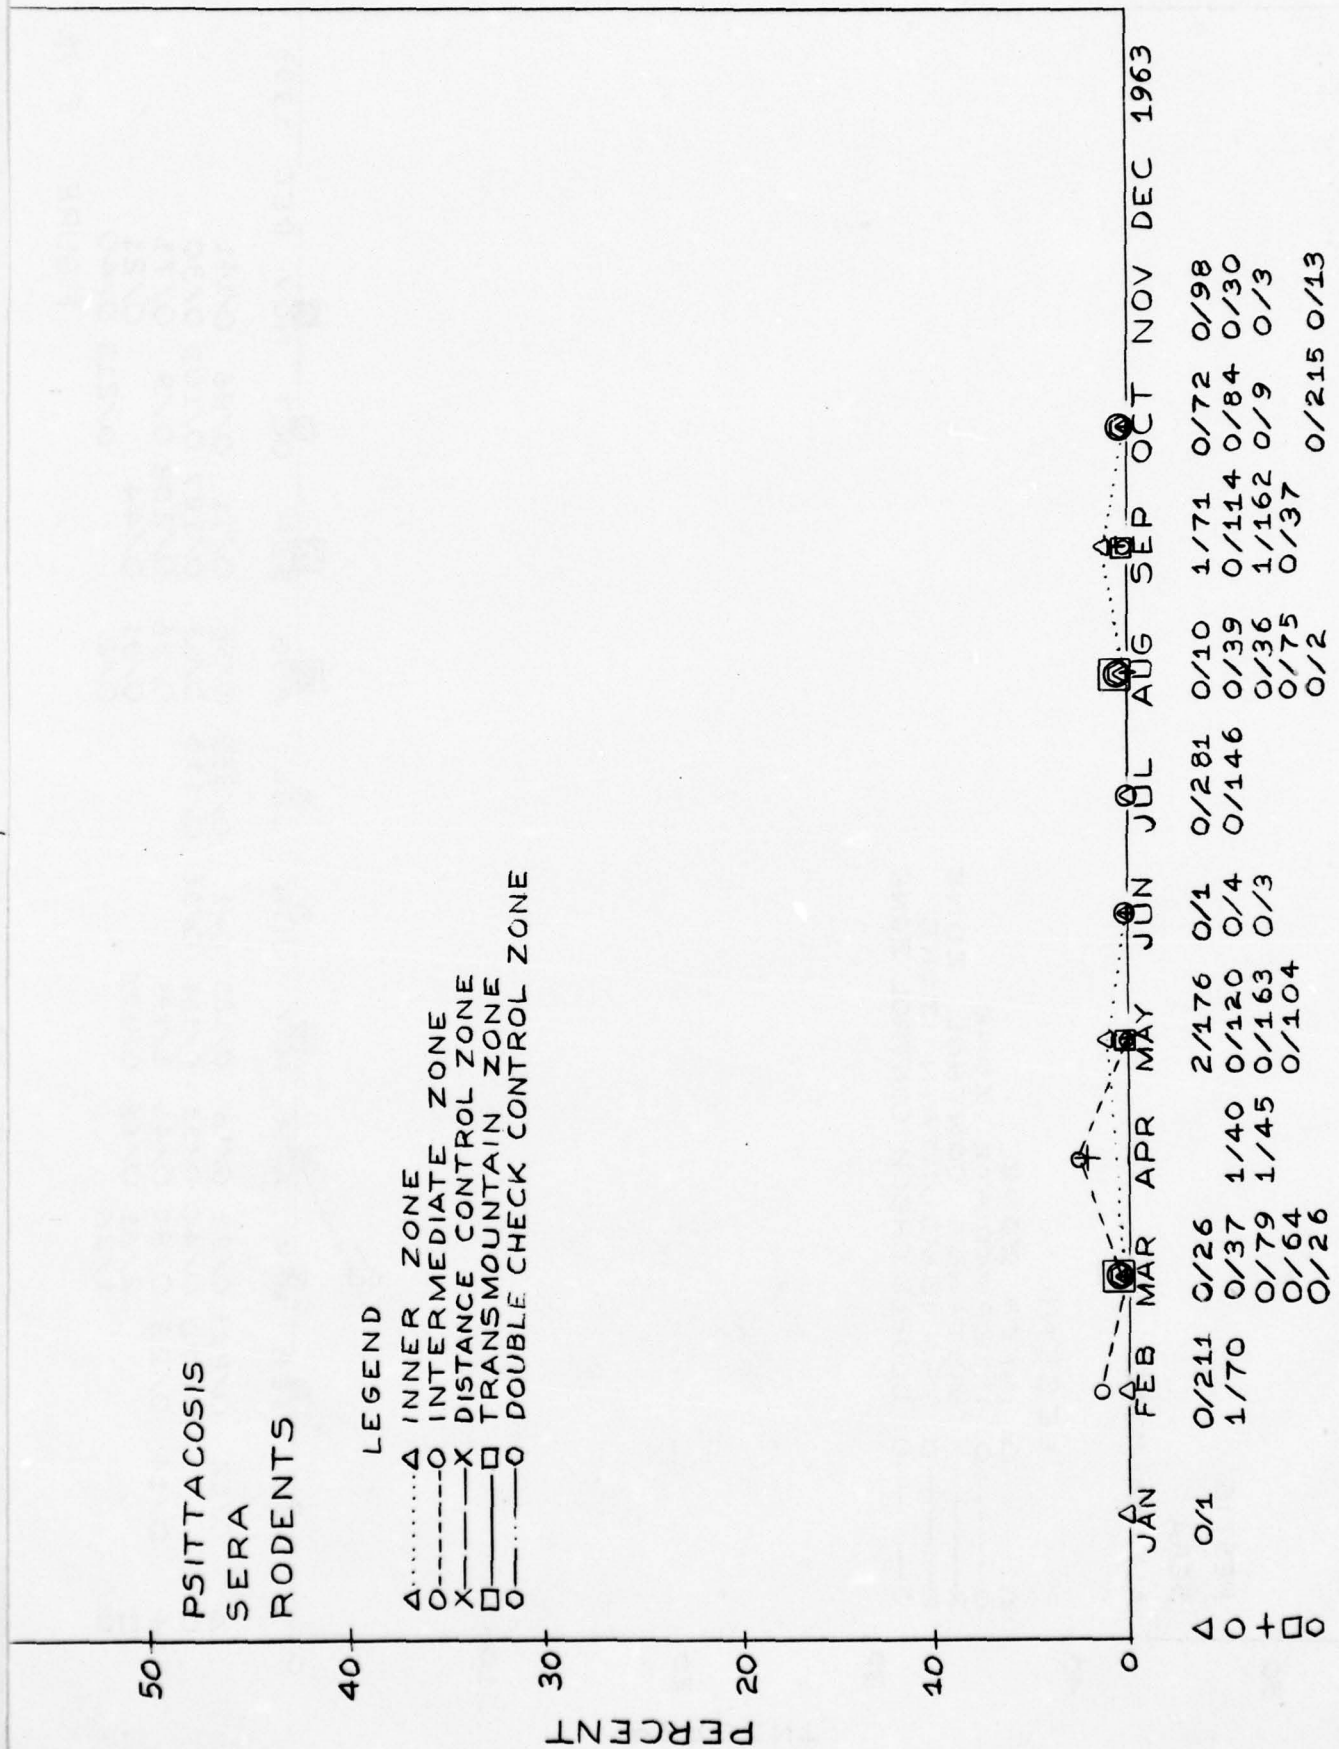 PSITTACOSIS
SERA
RODENTS
LEGEND
INNER ZONE
INTERMEDIATE ZONE
DISTANCE CONTROL ZONE
TRANSMOUNTAIN ZONE
DOUBLE CHECK CONTROL ZONE
PERCENT
50
40
30
20
10
0
JAN FEB MAR APR MAY JUN JUL AUG SEP OCT NOV DEC 1963
0/1 0/211 0/26 2/176 0/1 0/281 0/10 1/71 0/72 0/98
1/70 0/37 1/40 0/120 0/4 0/146 0/39 0/114 0/84 0/30
0/79 1/45 0/163 0/3 0/36 1/162 0/9 0/3
0/64 0/104 0/75 0/37
0/26 0/2 0/215 0/13